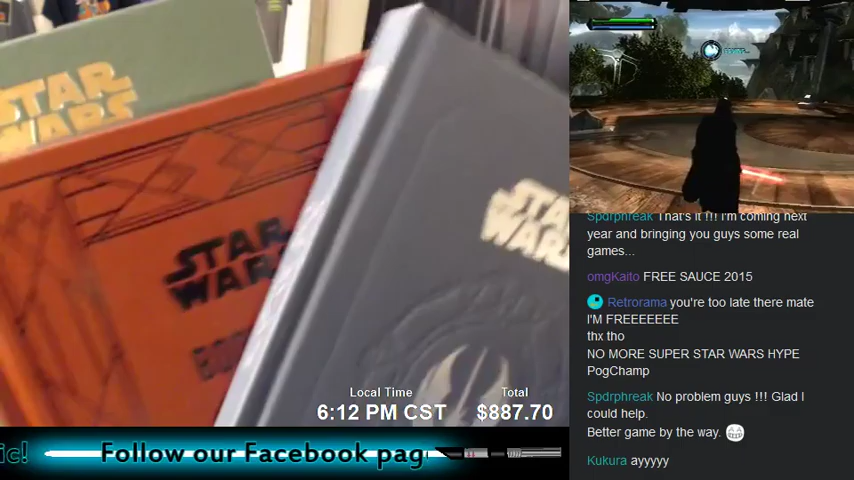 STAR
WARS
STAR
WARS
STAR
WARS
Local Time
Total
6:12 PM CST
$887.70
ic!
Follow our Facebook pag
Spdrphreak That's it !!! I'm coming next
year and bringing you guys some real
games...
omgKaito FREE SAUCE 2015
Retrorama you're too late there mate
I'M FREEEEEEE
thx tho
NO MORE SUPER STAR WARS HYPE
PogChamp
Spdrphreak No problem guys !!! Glad I
could help.
Better game by the way.
Kukura ayyyyy